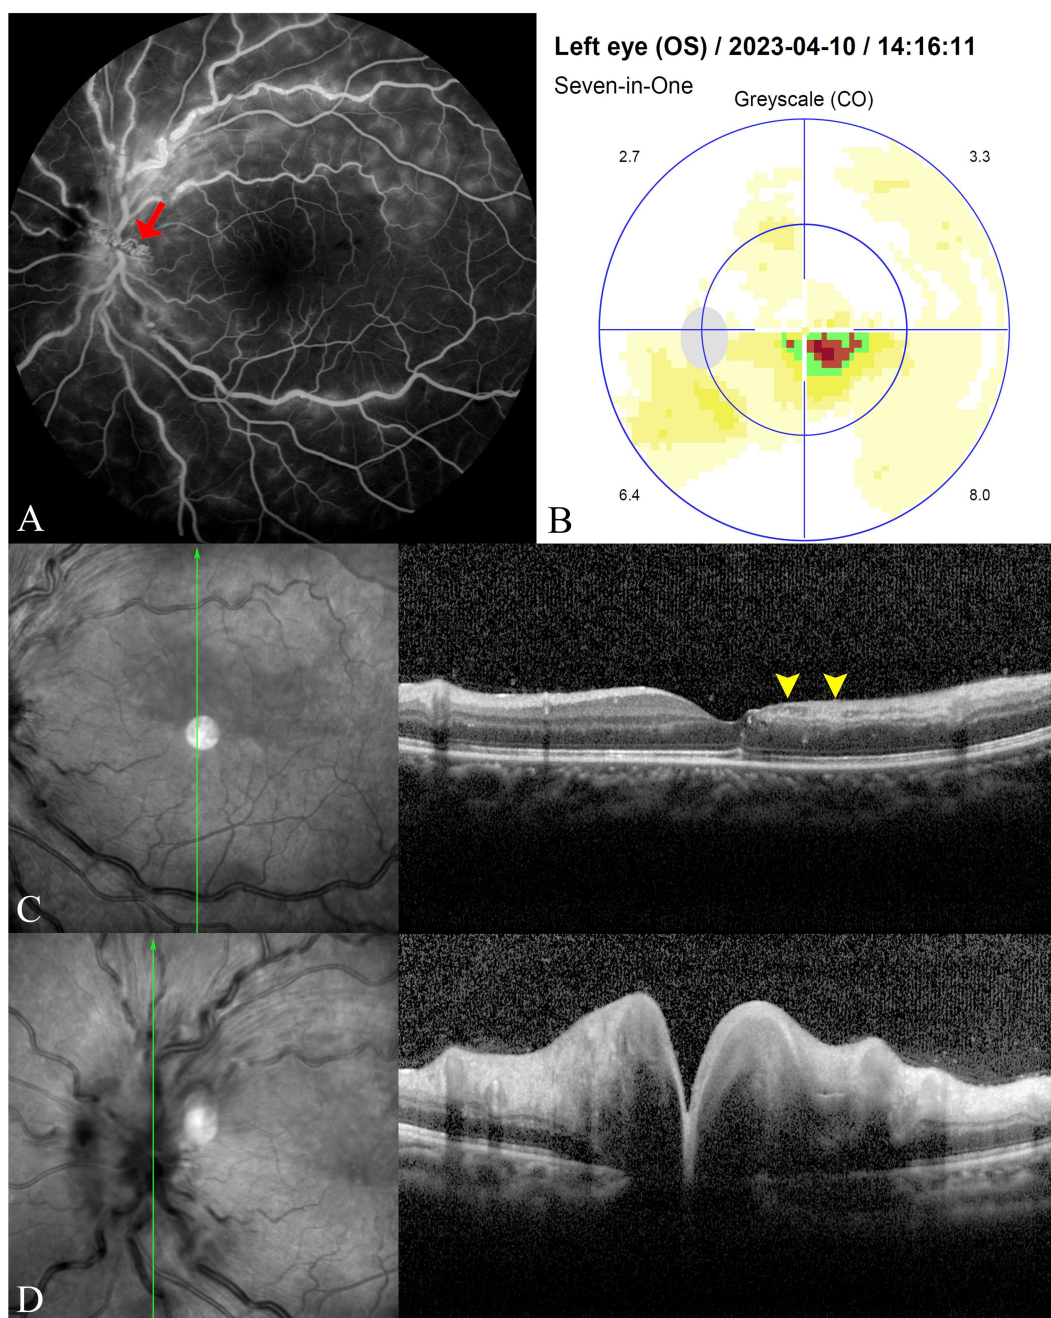 Left eye (OS) / 2023-04-10 / 14:16:11
Seven-in-One
Greyscale (CO)
2.7
3.3
6.4
8.0
A
B
C
D